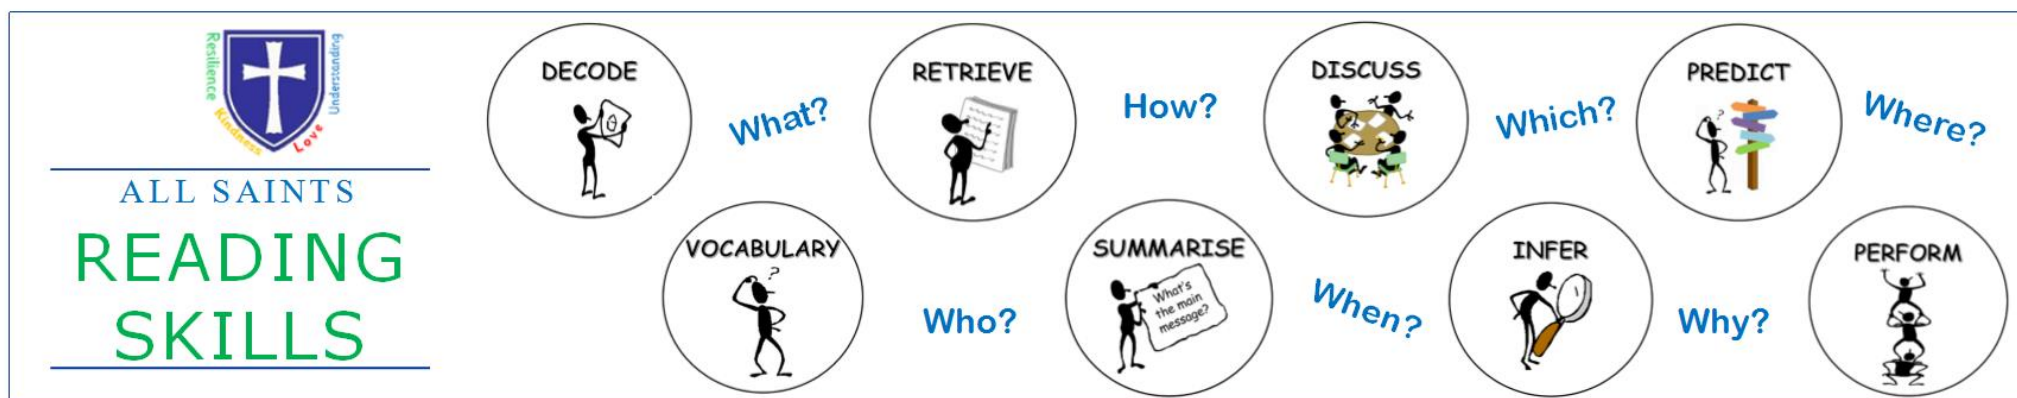 Resilience
Kindness
Love
Understanding
ALL SAINTS
READING
SKILLS
DECODE
What?
RETRIEVE
How?
DISCUSS
Which?
PREDICT
?
Where?
VOCABULARY
?
Who?
SUMMARISE
What's
the main
message?
When?
INFER
Why?
PERFORM